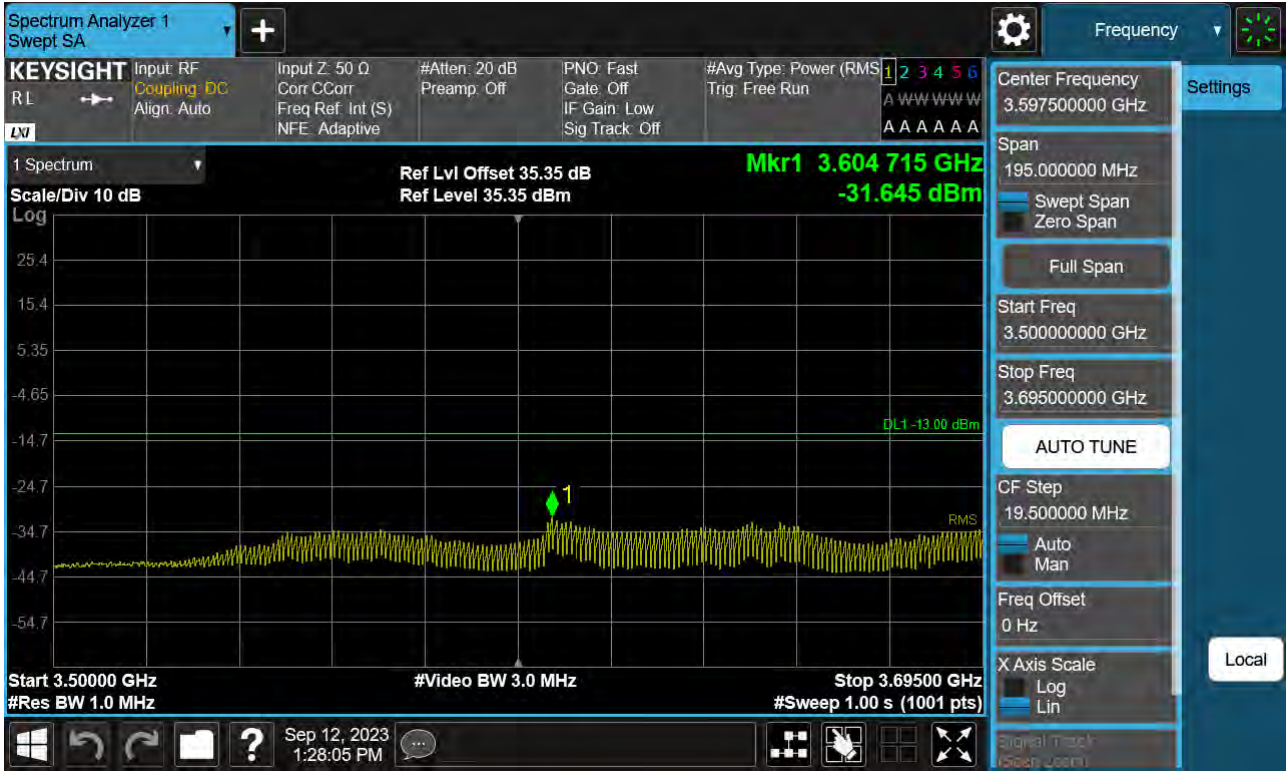 Spectrum Analyzer 1
Swept SA
Frequency
KEYSIGHT
RL
LXI
Input: RF
Coupling: DC
Align: Auto
Input Z: 50 Ω
Corr CCorr
Freq Ref: Int (S)
NFE: Adaptive
#Atten: 20 dB
Preamp: Off
PNO: Fast
Gate: Off
IF Gain: Low
Sig Track: Off
#Avg Type: Power (RMS
Trig: Free Run
1 2 3 4 5 6
A W W W W W
A A A A A A
1 Spectrum
Scale/Div 10 dB
Log
Ref Lvl Offset 35.35 dB
Ref Level 35.35 dBm
Mkr1 3.604 715 GHz
-31.645 dBm
25.4
15.4
5.35
-4.65
DL1 -13.00 dBm
-14.7
-24.7
1
RMS
-34.7
-44.7
-54.7
Start 3.50000 GHz
#Res BW 1.0 MHz
#Video BW 3.0 MHz
Stop 3.69500 GHz
#Sweep 1.00 s (1001 pts)
Center Frequency
3.597500000 GHz
Settings
Span
195.000000 MHz
Swept Span
Zero Span
Full Span
Start Freq
3.500000000 GHz
Stop Freq
3.695000000 GHz
AUTO TUNE
CF Step
19.500000 MHz
Auto
Man
Freq Offset
0 Hz
X Axis Scale
Log
Lin
Local
Signal Track
(Span Zoom)
?
Sep 12, 2023
1:28:05 PM